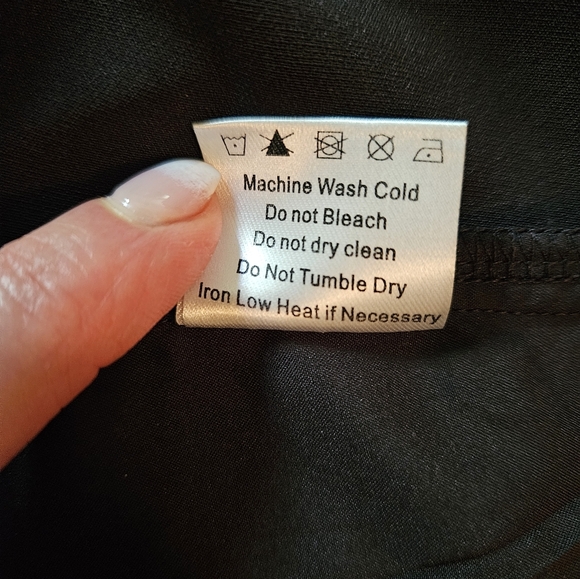 Machine Wash Cold
Do not Bleach
Do not dry clean
Do Not Tumble Dry
Iron Low Heat if Necessary